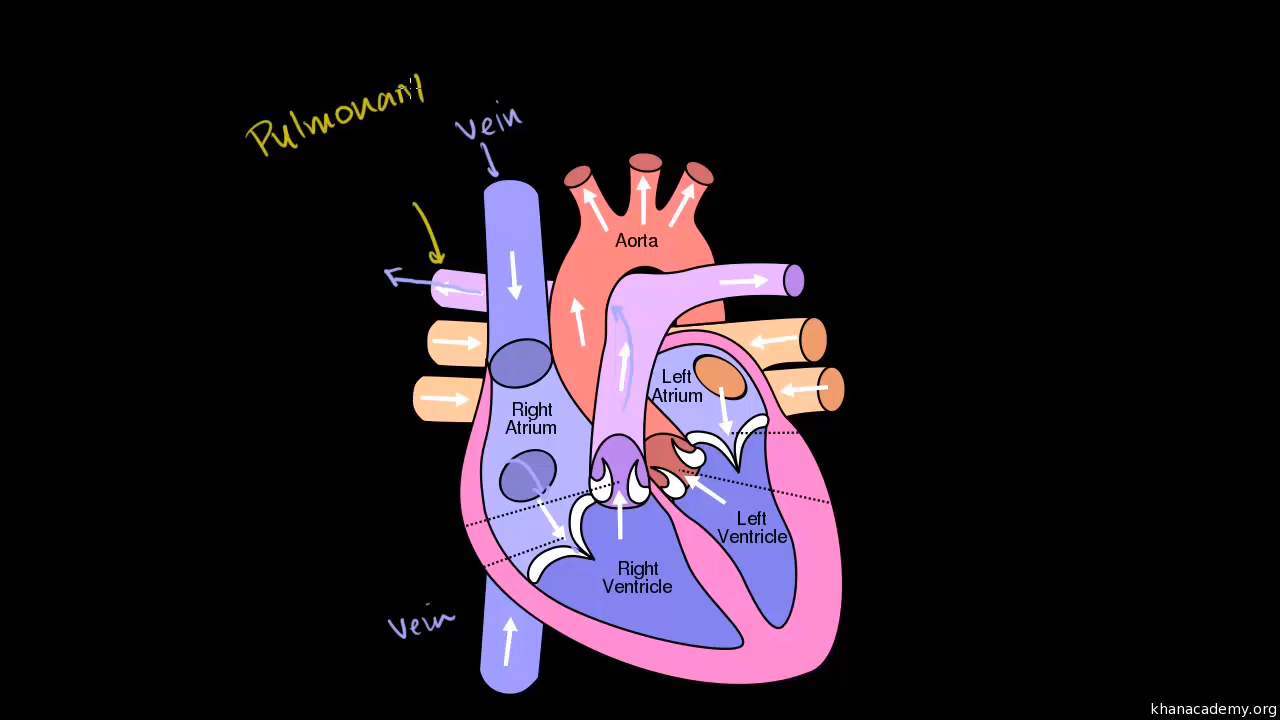 Pulmonary
vein
Aorta
Left
Atrium
Right
Atrium
Left
Ventricle
Right
Ventricle
vein
khanacademy.org